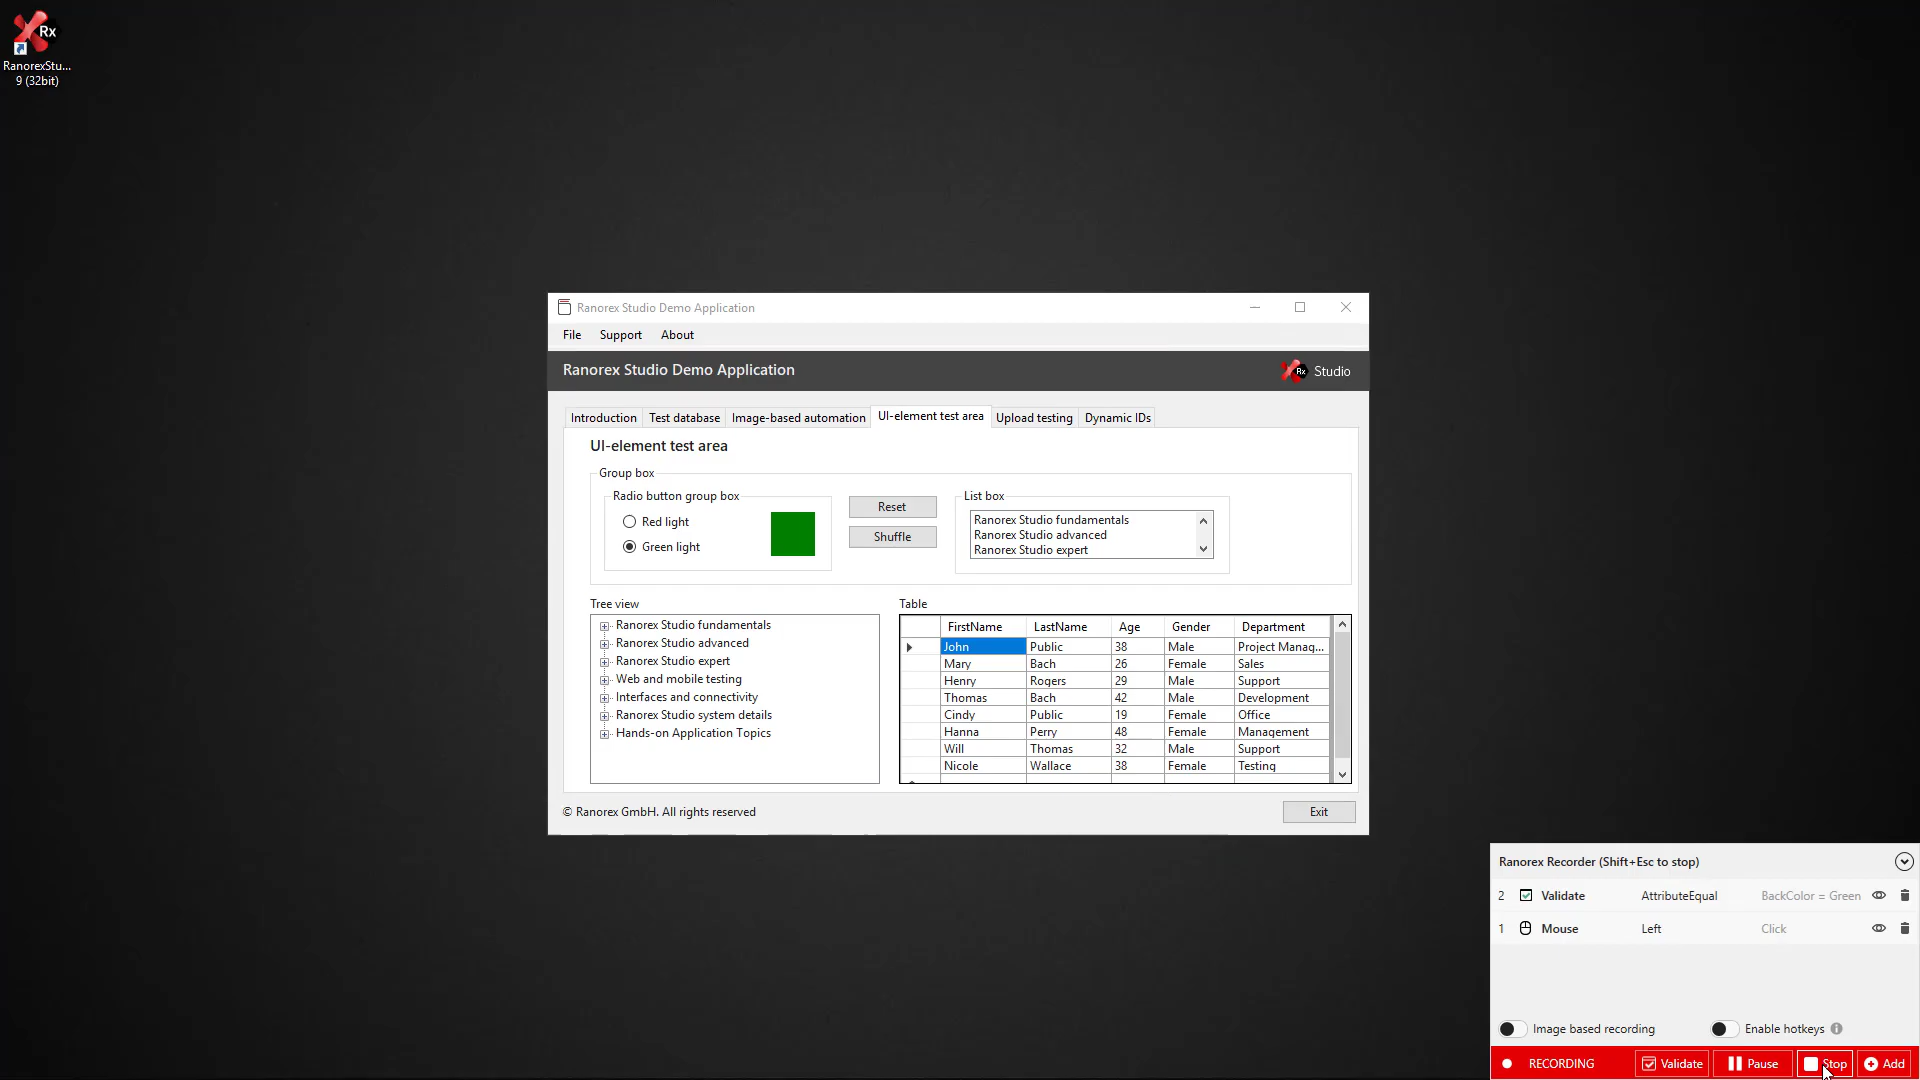 Rx
RanorexStu...
9 (32bit)
Ranorex Studio Demo Application
File Support About
Ranorex Studio Demo Application
Rx Studio
Introduction Test database Image-based automation UI-element test area Upload testing Dynamic IDs
UI-element test area
Group box
Radio button group box
Red light
Green light
Reset
Shuffle
List box
Ranorex Studio fundamentals
Ranorex Studio advanced
Ranorex Studio expert
Tree view
Ranorex Studio fundamentals
Ranorex Studio advanced
Ranorex Studio expert
Web and mobile testing
Interfaces and connectivity
Ranorex Studio system details
Hands-on Application Topics
Table
FirstName LastName Age Gender Department
John Public 38 Male Project Manag...
Mary Bach 26 Female Sales
Henry Rogers 29 Male Support
Thomas Bach 42 Male Development
Cindy Public 19 Female Office
Hanna Perry 48 Female Management
Will Thomas 32 Male Support
Nicole Wallace 38 Female Testing
© Ranorex GmbH. All rights reserved
Exit
Ranorex Recorder (Shift+Esc to stop)
2 Validate AttributeEqual BackColor = Green
1 Mouse Left Click
Image based recording Enable hotkeys
RECORDING Validate Pause Stop Add